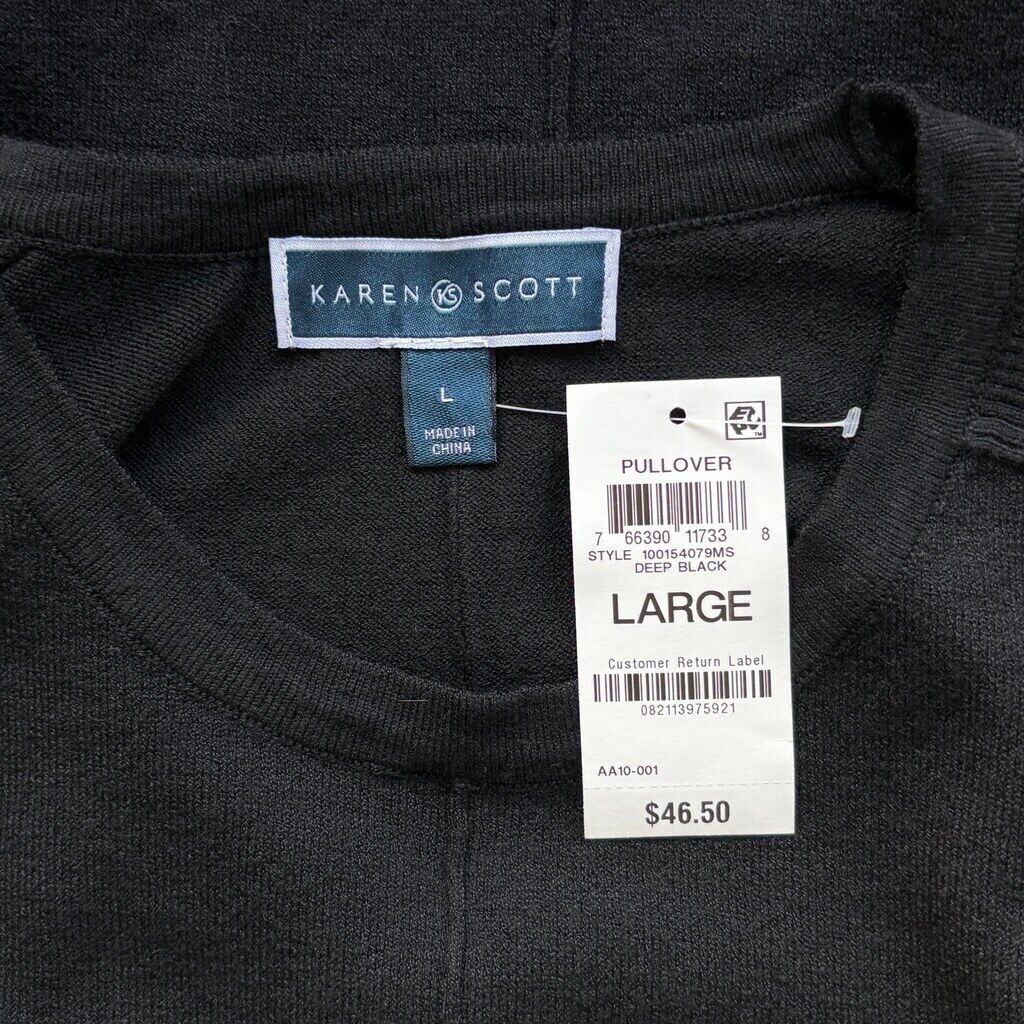 KAREN KS SCOTT
L
MADE IN
CHINA
PULLOVER
7 66390 11733 8
STYLE 100154079MS
DEEP BLACK
LARGE
Customer Return Label
082113975921
AA10-001
$46.50